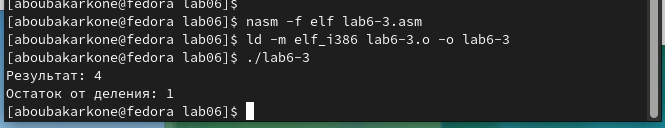 [aboubakarkone@fedora lab06]$
[aboubakarkone@fedora lab06]$ nasm -f elf lab6-3.asm
[aboubakarkone@fedora lab06]$ ld -m elf_i386 lab6-3.o -o lab6-3
[aboubakarkone@fedora lab06]$ ./lab6-3
Результат: 4
Остаток от деления: 1
[aboubakarkone@fedora lab06]$